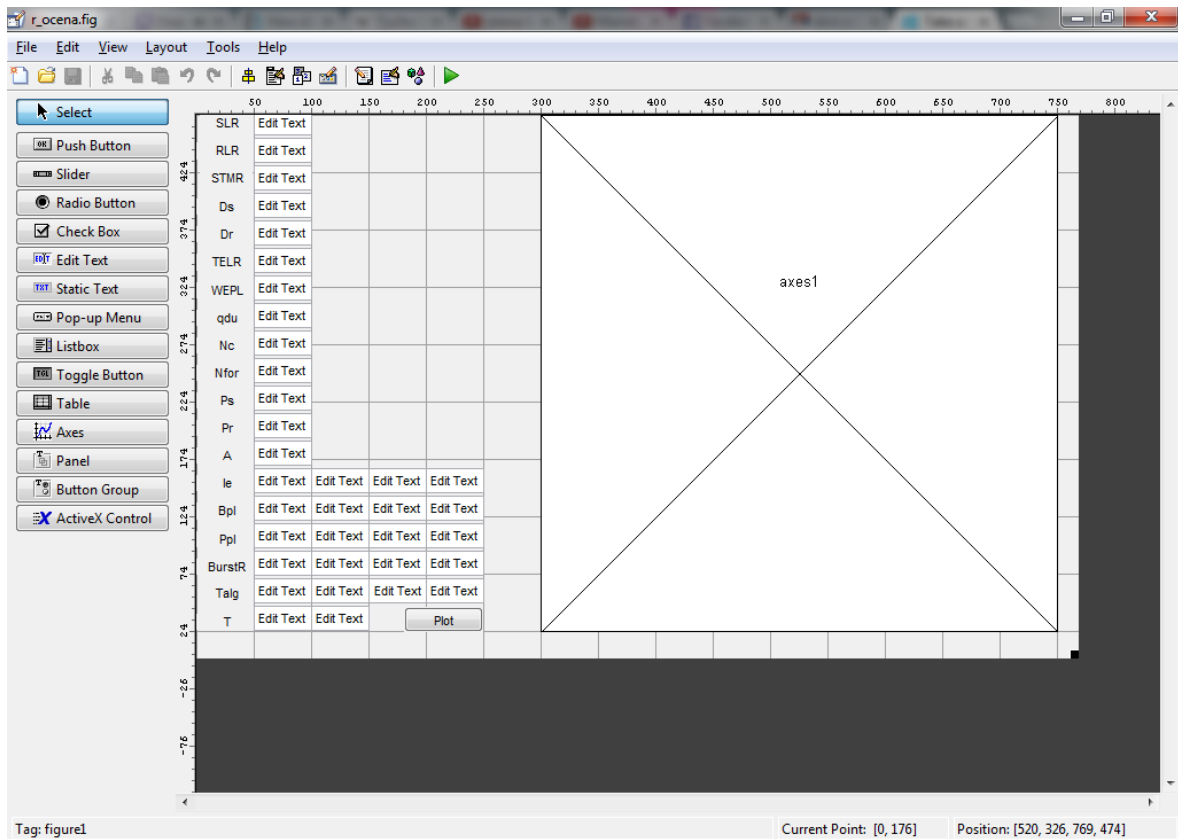 r_ocena.fig
File Edit View Layout Tools Help
50 100 150 200 250 300 350 400 450 500 550 600 650 700 750 800
Select
Push Button
Slider
Radio Button
Check Box
Edit Text
Static Text
Pop-up Menu
Listbox
Toggle Button
Table
Axes
Panel
Button Group
ActiveX Control
424
374
324
274
224
174
124
74
24
-26
-76
SLR Edit Text
RLR Edit Text
STMR Edit Text
Ds Edit Text
Dr Edit Text
TELR Edit Text
WEPL Edit Text
qdu Edit Text
Nc Edit Text
Nfor Edit Text
Ps Edit Text
Pr Edit Text
A Edit Text
Ie Edit Text Edit Text Edit Text Edit Text
Bpl Edit Text Edit Text Edit Text Edit Text
Ppl Edit Text Edit Text Edit Text Edit Text
BurstR Edit Text Edit Text Edit Text Edit Text
Talg Edit Text Edit Text Edit Text Edit Text
T Edit Text Edit Text Plot
axes1
Tag: figure1 Current Point: [0, 176] Position: [520, 326, 769, 474]